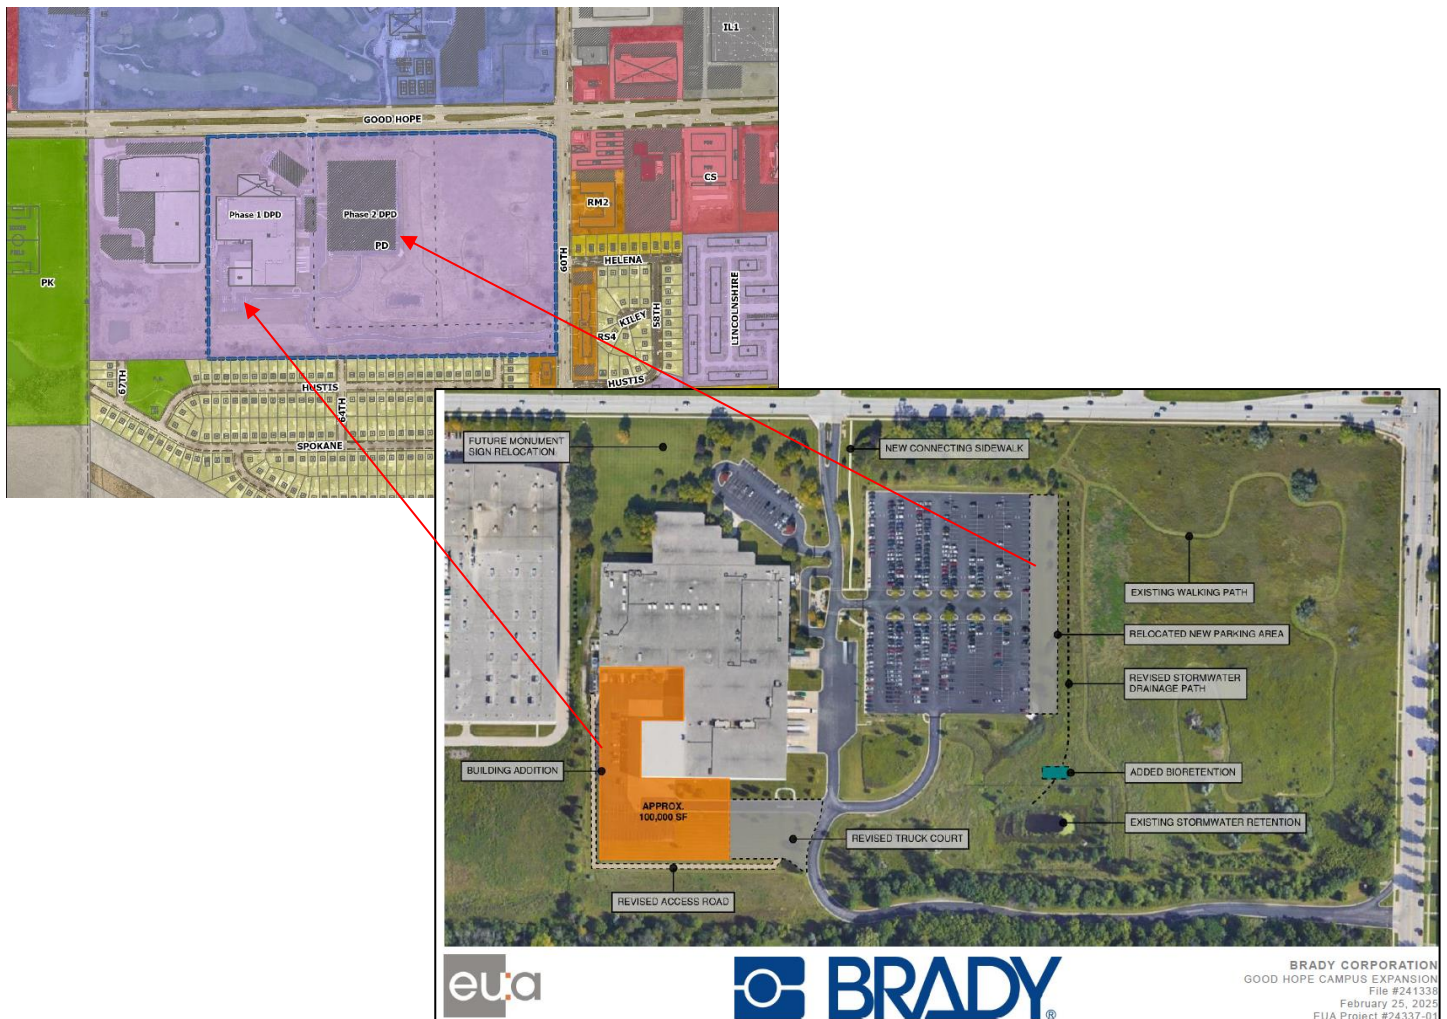 IL1
GOOD HOPE
Phase 1 DPD
Phase 2 DPD
PD
PK
60TH
RM2
CS
HELENA
KILEY
58TH
RS4
LINCOLNSHIRE
HUSTIS
67TH
HUSTIS
64TH
SPOKANE
FUTURE MONUMENT
SIGN RELOCATION
NEW CONNECTING SIDEWALK
EXISTING WALKING PATH
RELOCATED NEW PARKING AREA
REVISED STORMWATER
DRAINAGE PATH
BUILDING ADDITION
ADDED BIORETENTION
APPROX.
100,000 SF
EXISTING STORMWATER RETENTION
REVISED TRUCK COURT
REVISED ACCESS ROAD
eu:a
BRADY®
BRADY CORPORATION
GOOD HOPE CAMPUS EXPANSION
File #241338
February 25, 2025
EUA Project #24337-01